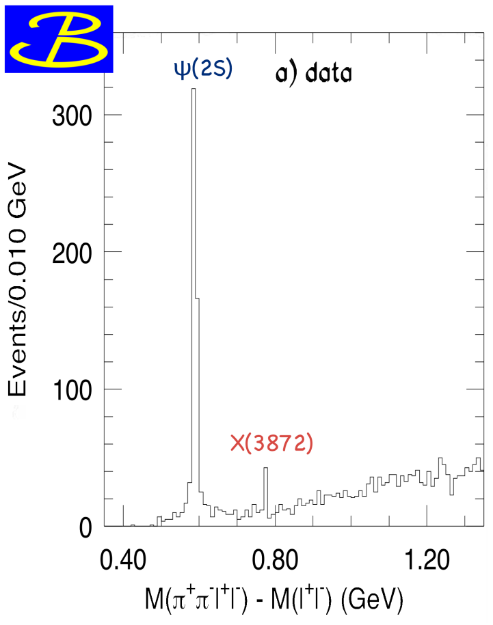 B
ψ(2S)
a) data
300
200
100
0
Events/0.010 GeV
X(3872)
0.40 0.80 1.20
M(π⁺π⁻l⁺l⁻) - M(l⁺l⁻) (GeV)